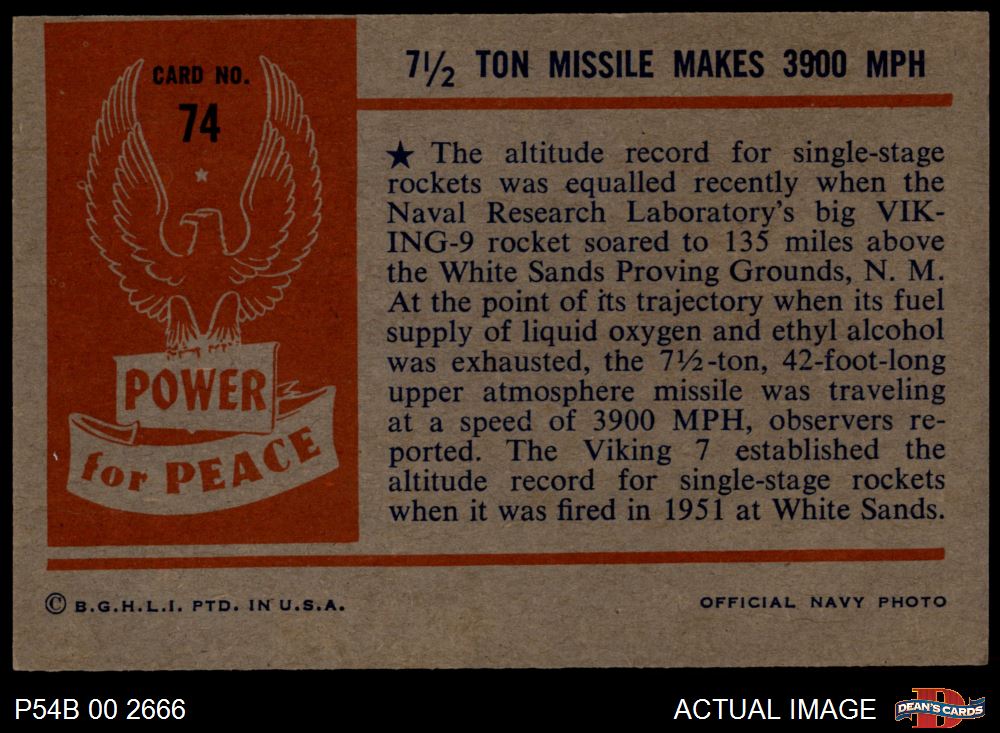 CARD NO.
74
POWER
for PEACE
7½ TON MISSILE MAKES 3900 MPH
★ The altitude record for single-stage
rockets was equalled recently when the
Naval Research Laboratory's big VIK-
ING-9 rocket soared to 135 miles above
the White Sands Proving Grounds, N. M.
At the point of its trajectory when its fuel
supply of liquid oxygen and ethyl alcohol
was exhausted, the 7½-ton, 42-foot-long
upper atmosphere missile was traveling
at a speed of 3900 MPH, observers re-
ported. The Viking 7 established the
altitude record for single-stage rockets
when it was fired in 1951 at White Sands.
© B.G.H.L.I. PTD. IN U.S.A.
OFFICIAL NAVY PHOTO
P54B 00 2666
ACTUAL IMAGE
DEAN'S CARDS